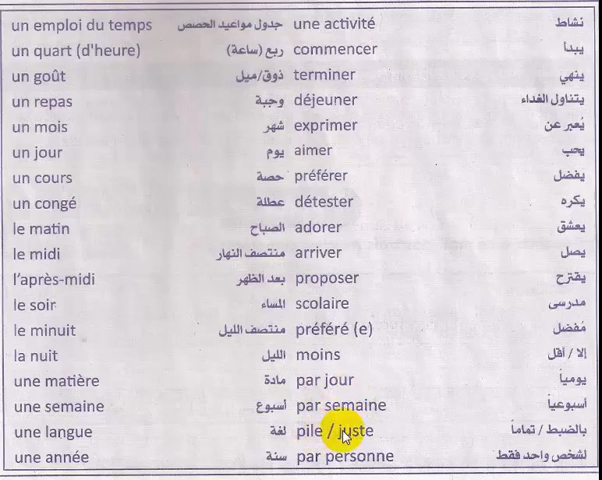 un emploi du temps جدول مواعيد الحصص une activité نشاط
un quart (d'heure) ربع (ساعة) commencer يبدأ
un goût ذوق/ميل terminer ينهي
un repas وجبة déjeuner يتناول الغداء
un mois شهر exprimer يُعبر عن
un jour يوم aimer يحب
un cours حصة préférer يفضل
un congé عطلة détester يكره
le matin الصباح adorer يعشق
le midi منتصف النهار arriver يصل
l'après-midi بعد الظهر proposer يقترح
le soir المساء scolaire مدرسى
le minuit منتصف الليل préféré (e) مُفضل
la nuit الليل moins إلا / أقل
une matière مادة par jour يومياً
une semaine أسبوع par semaine أسبوعياً
une langue لغة pile / juste بالضبط / تماماً
une année سنة par personne لشخص واحد فقط